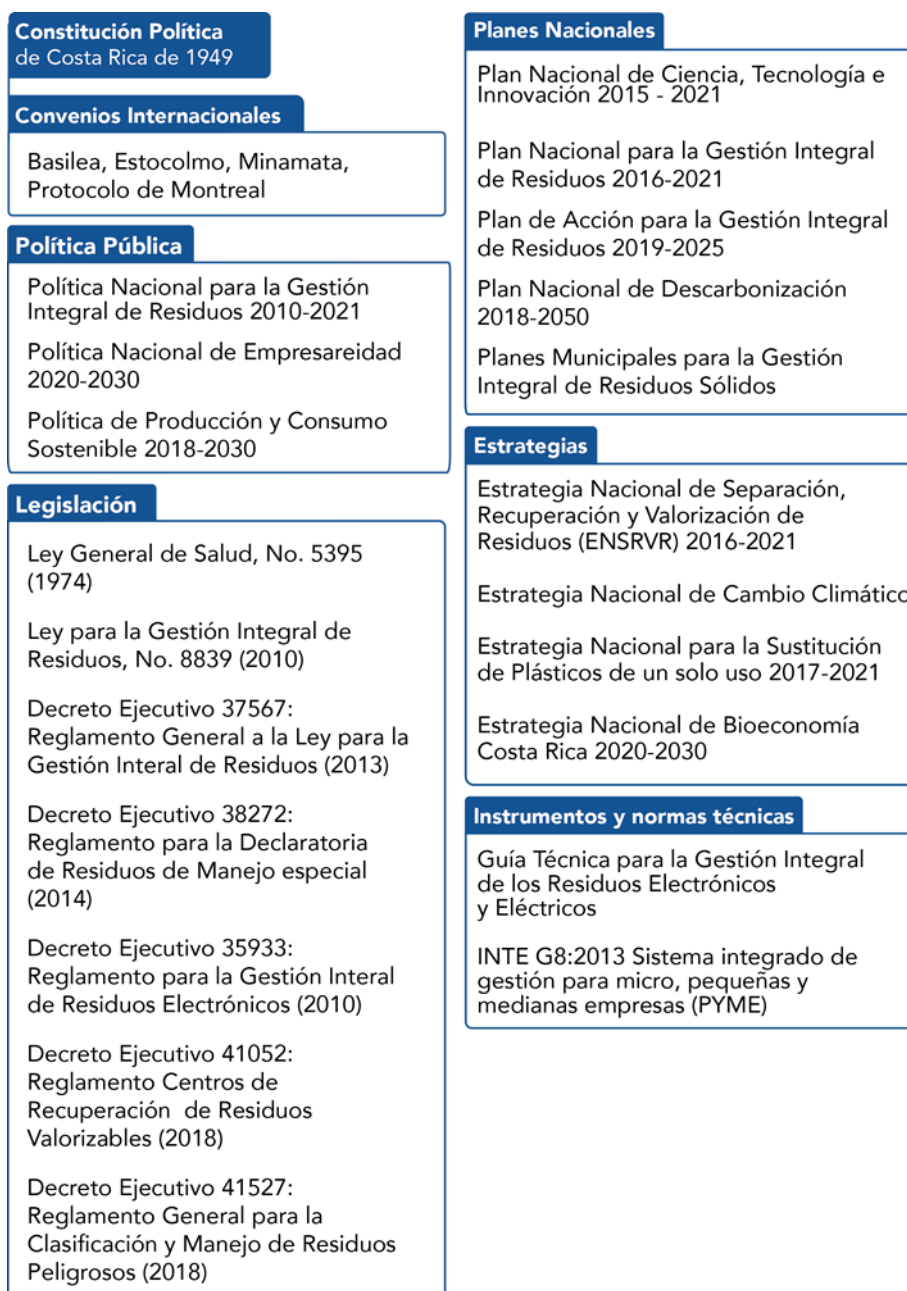 Constitución Política
de Costa Rica de 1949
Convenios Internacionales
Basilea, Estocolmo, Minamata,
Protocolo de Montreal
Política Pública
Política Nacional para la Gestión
Integral de Residuos 2010-2021
Política Nacional de Empresareidad
2020-2030
Política de Producción y Consumo
Sostenible 2018-2030
Legislación
Ley General de Salud, No. 5395
(1974)
Ley para la Gestión Integral de
Residuos, No. 8839 (2010)
Decreto Ejecutivo 37567:
Reglamento General a la Ley para la
Gestión Interal de Residuos (2013)
Decreto Ejecutivo 38272:
Reglamento para la Declaratoria
de Residuos de Manejo especial
(2014)
Decreto Ejecutivo 35933:
Reglamento para la Gestión Interal
de Residuos Electrónicos (2010)
Decreto Ejecutivo 41052:
Reglamento Centros de
Recuperación de Residuos
Valorizables (2018)
Decreto Ejecutivo 41527:
Reglamento General para la
Clasificación y Manejo de Residuos
Peligrosos (2018)
Planes Nacionales
Plan Nacional de Ciencia, Tecnología e
Innovación 2015 - 2021
Plan Nacional para la Gestión Integral
de Residuos 2016-2021
Plan de Acción para la Gestión Integral
de Residuos 2019-2025
Plan Nacional de Descarbonización
2018-2050
Planes Municipales para la Gestión
Integral de Residuos Sólidos
Estrategias
Estrategia Nacional de Separación,
Recuperación y Valorización de
Residuos (ENSRVR) 2016-2021
Estrategia Nacional de Cambio Climático
Estrategia Nacional para la Sustitución
de Plásticos de un solo uso 2017-2021
Estrategia Nacional de Bioeconomía
Costa Rica 2020-2030
Instrumentos y normas técnicas
Guía Técnica para la Gestión Integral
de los Residuos Electrónicos
y Eléctricos
INTE G8:2013 Sistema integrado de
gestión para micro, pequeñas y
medianas empresas (PYME)